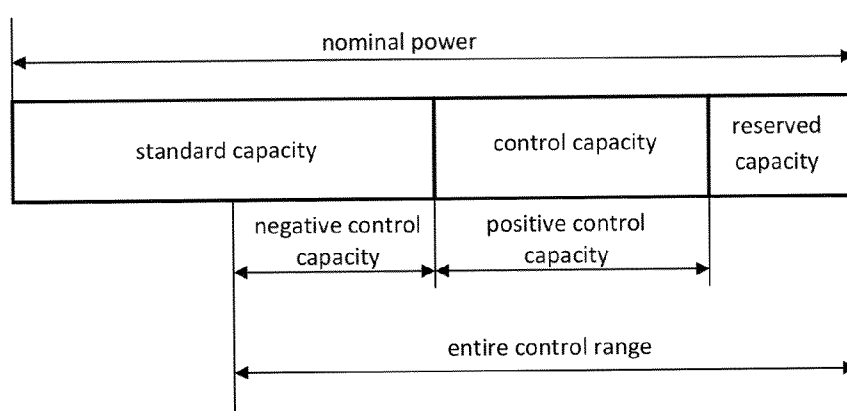 nominal power
standard capacity
control capacity
reserved
capacity
negative control
capacity
positive control
capacity
entire control range